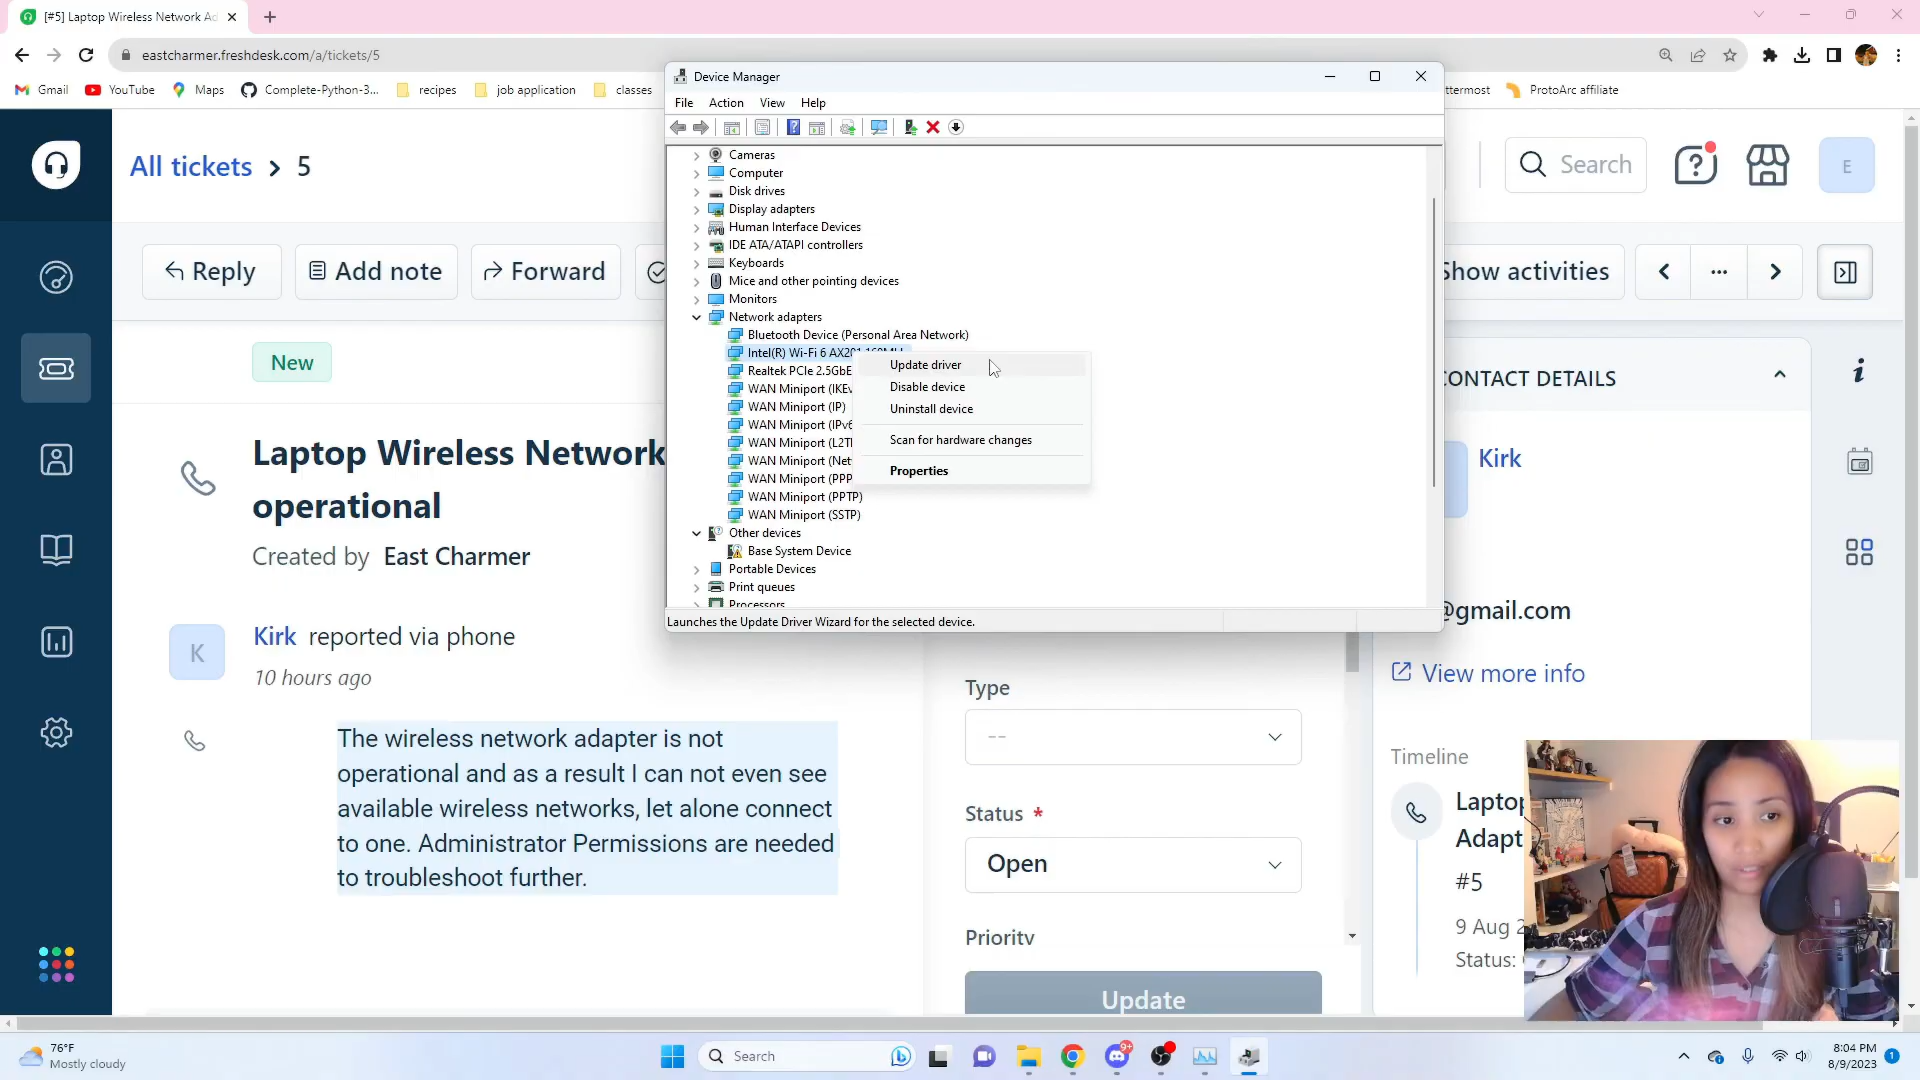 [#5] Laptop Wireless Network Ad
eastcharmer.freshdesk.com/a/tickets/5
Gmail
YouTube
Maps
Complete-Python-3...
recipes
job application
classes
ttermost
ProtoArc affiliate
Device Manager
File Action View Help
Cameras
Computer
Disk drives
Display adapters
Human Interface Devices
IDE ATA/ATAPI controllers
Keyboards
Mice and other pointing devices
Monitors
Network adapters
Bluetooth Device (Personal Area Network)
Intel(R) Wi-Fi 6 AX201 160MHz
Realtek PCIe 2.5GbE
WAN Miniport (IKEv
WAN Miniport (IP)
WAN Miniport (IPv6
WAN Miniport (L2TP
WAN Miniport (Net
WAN Miniport (PPP
WAN Miniport (PPTP)
WAN Miniport (SSTP)
Other devices
Base System Device
Portable Devices
Print queues
Processors
Launches the Update Driver Wizard for the selected device.
Update driver
Disable device
Uninstall device
Scan for hardware changes
Properties
All tickets > 5
Search
E
Reply
Add note
Forward
Show activities
New
Laptop Wireless Network
operational
Created by East Charmer
K
Kirk reported via phone
10 hours ago
The wireless network adapter is not
operational and as a result I can not even see
available wireless networks, let alone connect
to one. Administrator Permissions are needed
to troubleshoot further.
Type
--
Status *
Open
Priority
Update
CONTACT DETAILS
Kirk
@gmail.com
View more info
Timeline
Laptop
Adapt
#5
9 Aug 2
Status:
76°F
Mostly cloudy
Search
9+
8:04 PM
8/9/2023
1